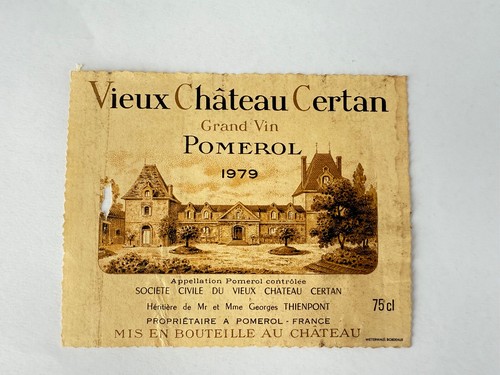 Vieux Château Certan
Grand Vin
POMEROL
1979
Appellation Pomerol contrôlée
SOCIETE CIVILE DU VIEUX CHATEAU CERTAN
Héritière de Mr et Mme Georges THIENPONT
75 cl
PROPRIÉTAIRE A POMEROL - FRANCE
MIS EN BOUTEILLE AU CHÂTEAU